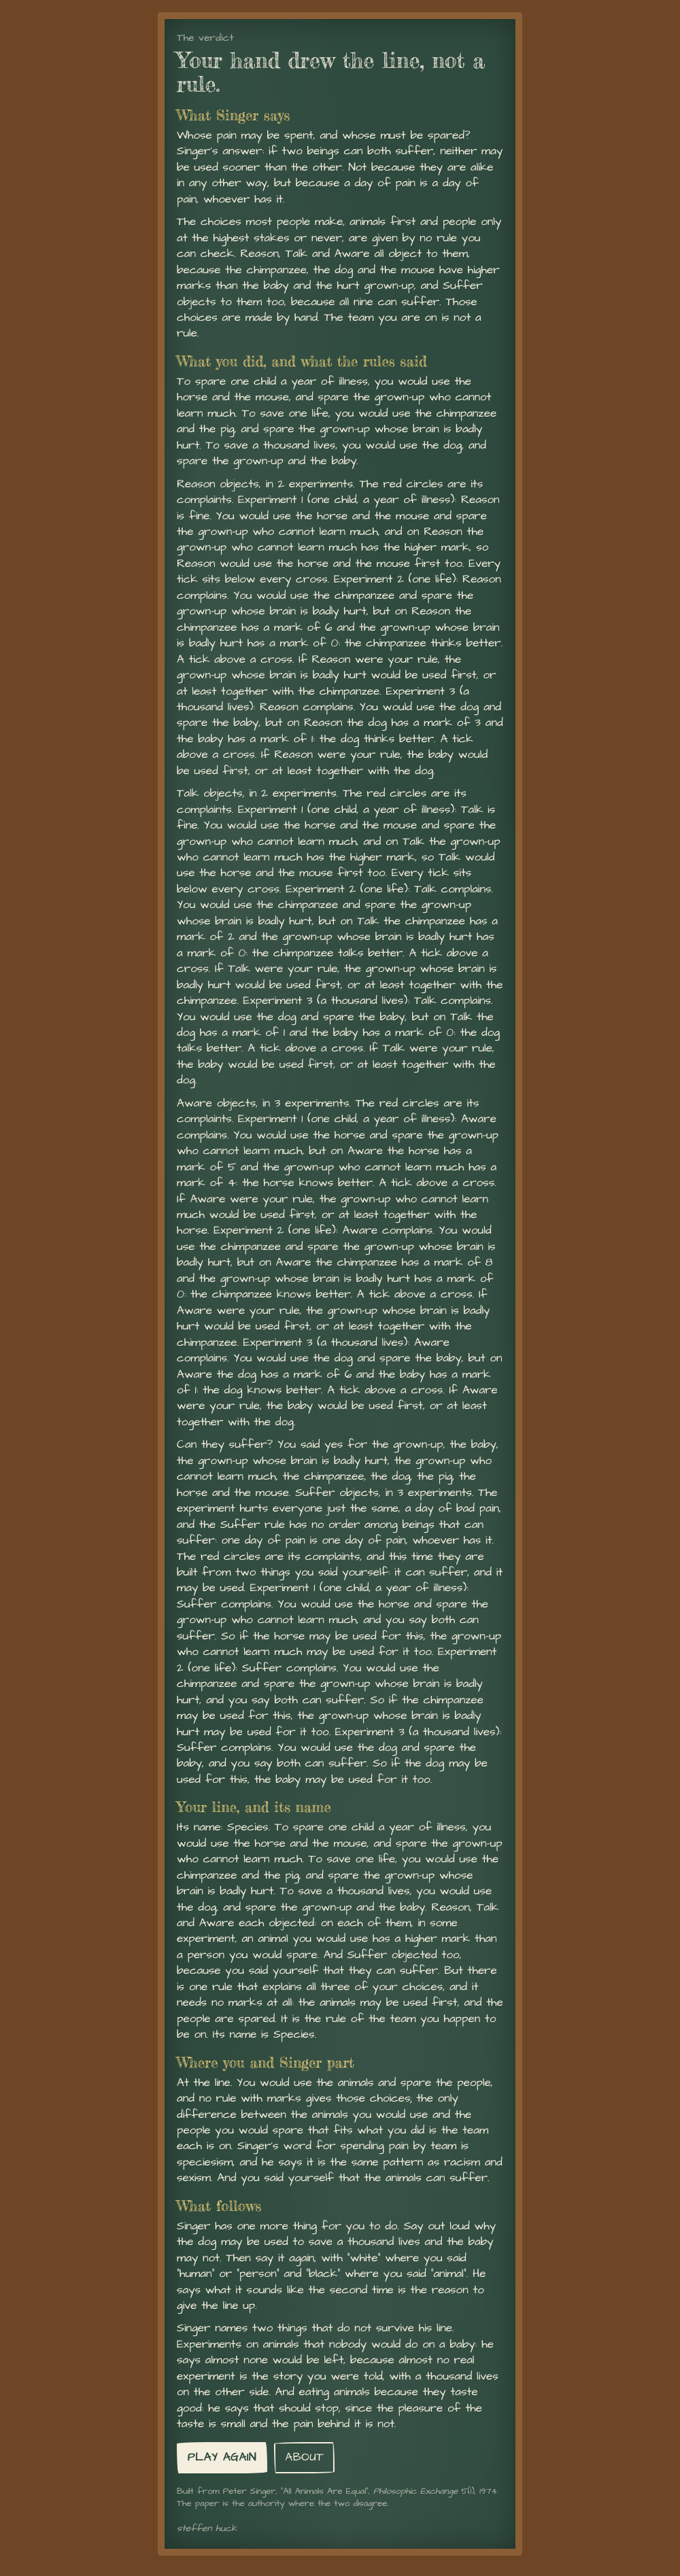 The verdict
Your hand drew the line, not a
rule.
What Singer says
Whose pain may be spent, and whose must be spared?
Singer's answer: if two beings can both suffer, neither may
be used sooner than the other. Not because they are alike
in any other way, but because a day of pain is a day of
pain, whoever has it.
The choices most people make, animals first and people only
at the highest stakes or never, are given by no rule you
can check. Reason, Talk and Aware all object to them,
because the chimpanzee, the dog and the mouse have higher
marks than the baby and the hurt grown-up, and Suffer
objects to them too, because all nine can suffer. Those
choices are made by hand. The team you are on is not a
rule.
What you did, and what the rules said
To spare one child a year of illness, you would use the
horse and the mouse, and spare the grown-up who cannot
learn much. To save one life, you would use the chimpanzee
and the pig, and spare the grown-up whose brain is badly
hurt. To save a thousand lives, you would use the dog, and
spare the grown-up and the baby.
Reason objects, in 2 experiments. The red circles are its
complaints. Experiment 1 (one child, a year of illness): Reason
is fine. You would use the horse and the mouse and spare
the grown-up who cannot learn much, and on Reason the
grown-up who cannot learn much has the higher mark, so
Reason would use the horse and the mouse first too. Every
tick sits below every cross. Experiment 2 (one life): Reason
complains. You would use the chimpanzee and spare the
grown-up whose brain is badly hurt, but on Reason the
chimpanzee has a mark of 6 and the grown-up whose brain
is badly hurt has a mark of 0: the chimpanzee thinks better.
A tick above a cross. If Reason were your rule, the
grown-up whose brain is badly hurt would be used first, or
at least together with the chimpanzee. Experiment 3 (a
thousand lives): Reason complains. You would use the dog and
spare the baby, but on Reason the dog has a mark of 3 and
the baby has a mark of 1: the dog thinks better. A tick
above a cross. If Reason were your rule, the baby would
be used first, or at least together with the dog.
Talk objects, in 2 experiments. The red circles are its
complaints. Experiment 1 (one child, a year of illness): Talk is
fine. You would use the horse and the mouse and spare the
grown-up who cannot learn much, and on Talk the grown-up
who cannot learn much has the higher mark, so Talk would
use the horse and the mouse first too. Every tick sits
below every cross. Experiment 2 (one life): Talk complains.
You would use the chimpanzee and spare the grown-up
whose brain is badly hurt, but on Talk the chimpanzee has a
mark of 2 and the grown-up whose brain is badly hurt has
a mark of 0: the chimpanzee talks better. A tick above a
cross. If Talk were your rule, the grown-up whose brain is
badly hurt would be used first, or at least together with the
chimpanzee. Experiment 3 (a thousand lives): Talk complains.
You would use the dog and spare the baby, but on Talk the
dog has a mark of 1 and the baby has a mark of 0: the dog
talks better. A tick above a cross. If Talk were your rule,
the baby would be used first, or at least together with the
dog.
Aware objects, in 3 experiments. The red circles are its
complaints. Experiment 1 (one child, a year of illness): Aware
complains. You would use the horse and spare the grown-up
who cannot learn much, but on Aware the horse has a
mark of 5 and the grown-up who cannot learn much has a
mark of 4: the horse knows better. A tick above a cross.
If Aware were your rule, the grown-up who cannot learn
much would be used first, or at least together with the
horse. Experiment 2 (one life): Aware complains. You would
use the chimpanzee and spare the grown-up whose brain is
badly hurt, but on Aware the chimpanzee has a mark of 8
and the grown-up whose brain is badly hurt has a mark of
0: the chimpanzee knows better. A tick above a cross. If
Aware were your rule, the grown-up whose brain is badly
hurt would be used first, or at least together with the
chimpanzee. Experiment 3 (a thousand lives): Aware
complains. You would use the dog and spare the baby, but on
Aware the dog has a mark of 6 and the baby has a mark
of 1: the dog knows better. A tick above a cross. If Aware
were your rule, the baby would be used first, or at least
together with the dog.
Can they suffer? You said yes for the grown-up, the baby,
the grown-up whose brain is badly hurt, the grown-up who
cannot learn much, the chimpanzee, the dog, the pig, the
horse and the mouse. Suffer objects, in 3 experiments. The
experiment hurts everyone just the same, a day of bad pain,
and the Suffer rule has no order among beings that can
suffer: one day of pain is one day of pain, whoever has it.
The red circles are its complaints, and this time they are
built from two things you said yourself: it can suffer, and it
may be used. Experiment 1 (one child, a year of illness):
Suffer complains. You would use the horse and spare the
grown-up who cannot learn much, and you say both can
suffer. So if the horse may be used for this, the grown-up
who cannot learn much may be used for it too. Experiment
2 (one life): Suffer complains. You would use the
chimpanzee and spare the grown-up whose brain is badly
hurt, and you say both can suffer. So if the chimpanzee
may be used for this, the grown-up whose brain is badly
hurt may be used for it too. Experiment 3 (a thousand lives):
Suffer complains. You would use the dog and spare the
baby, and you say both can suffer. So if the dog may be
used for this, the baby may be used for it too.
Your line, and its name
Its name: Species. To spare one child a year of illness, you
would use the horse and the mouse, and spare the grown-up
who cannot learn much. To save one life, you would use the
chimpanzee and the pig, and spare the grown-up whose
brain is badly hurt. To save a thousand lives, you would use
the dog, and spare the grown-up and the baby. Reason, Talk
and Aware each objected: on each of them, in some
experiment, an animal you would use has a higher mark than
a person you would spare. And Suffer objected too,
because you said yourself that they can suffer. But there
is one rule that explains all three of your choices, and it
needs no marks at all: the animals may be used first, and the
people are spared. It is the rule of the team you happen to
be on. Its name is Species.
Where you and Singer part
At the line. You would use the animals and spare the people,
and no rule with marks gives those choices; the only
difference between the animals you would use and the
people you would spare that fits what you did is the team
each is on. Singer's word for spending pain by team is
speciesism, and he says it is the same pattern as racism and
sexism. And you said yourself that the animals can suffer.
What follows
Singer has one more thing for you to do. Say out loud why
the dog may be used to save a thousand lives and the baby
may not. Then say it again, with "white" where you said
"human" or "person" and "black" where you said "animal". He
says what it sounds like the second time is the reason to
give the line up.
Singer names two things that do not survive his line.
Experiments on animals that nobody would do on a baby: he
says almost none would be left, because almost no real
experiment is the story you were told, with a thousand lives
on the other side. And eating animals because they taste
good: he says that should stop, since the pleasure of the
taste is small and the pain behind it is not.
PLAY AGAIN ABOUT
Built from Peter Singer, "All Animals Are Equal", Philosophic Exchange 5(1), 1974.
The paper is the authority where the two disagree.
steffen huck